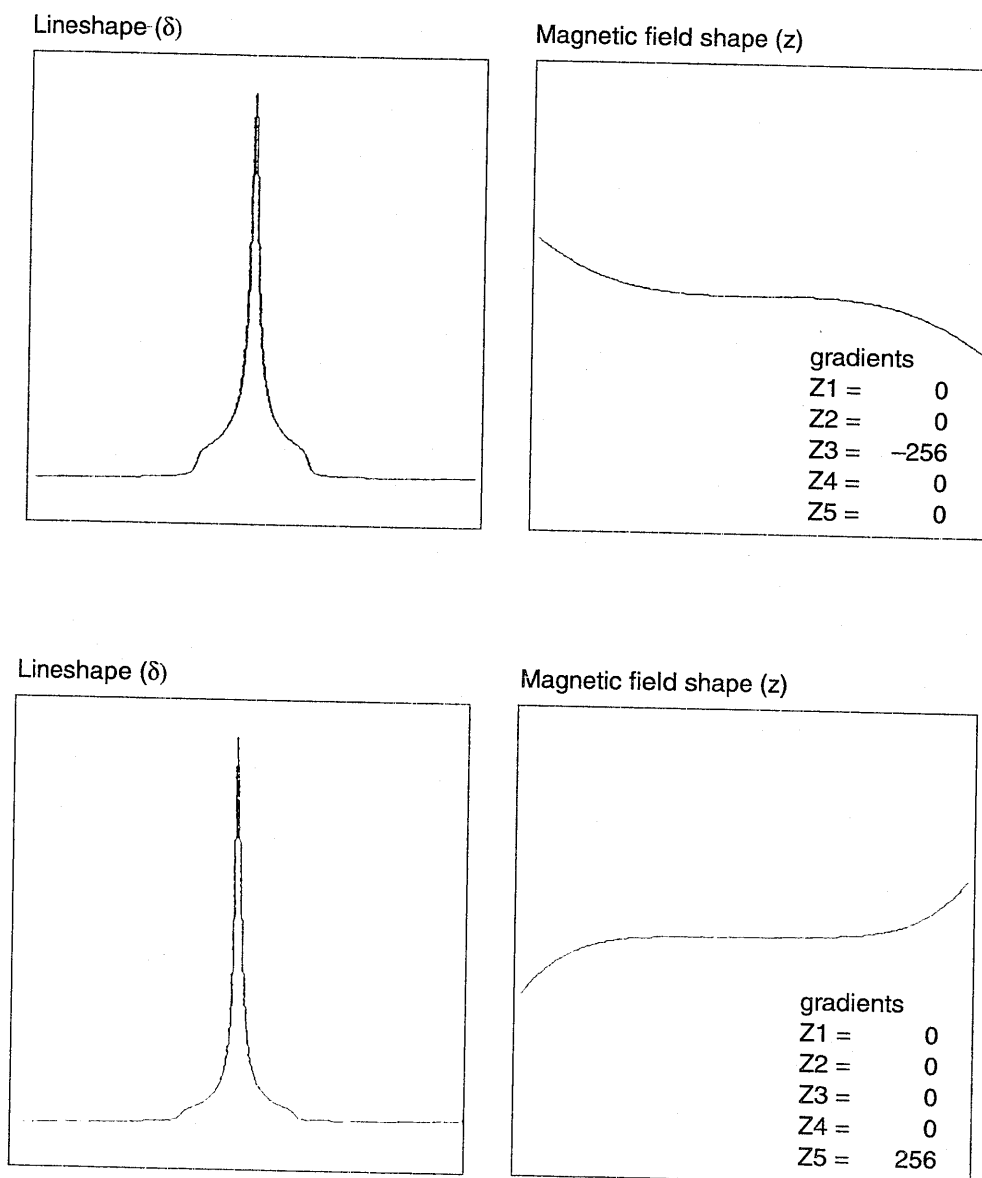 Lineshape (δ)
Magnetic field shape (z)
gradients
Z1 = 0
Z2 = 0
Z3 = −256
Z4 = 0
Z5 = 0
Lineshape (δ)
Magnetic field shape (z)
gradients
Z1 = 0
Z2 = 0
Z3 = 0
Z4 = 0
Z5 = 256